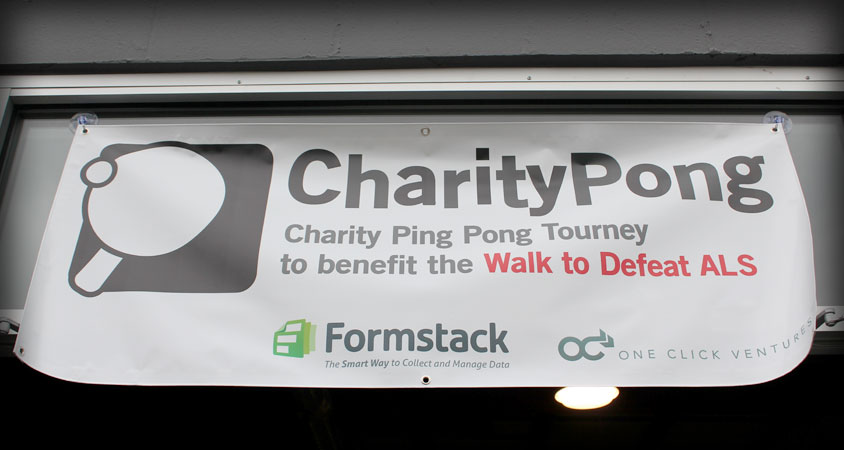 CharityPong
Charity Ping Pong Tourney
to benefit the Walk to Defeat ALS
Formstack
The Smart Way to Collect and Manage Data
OC ONE CLICK VENTURES